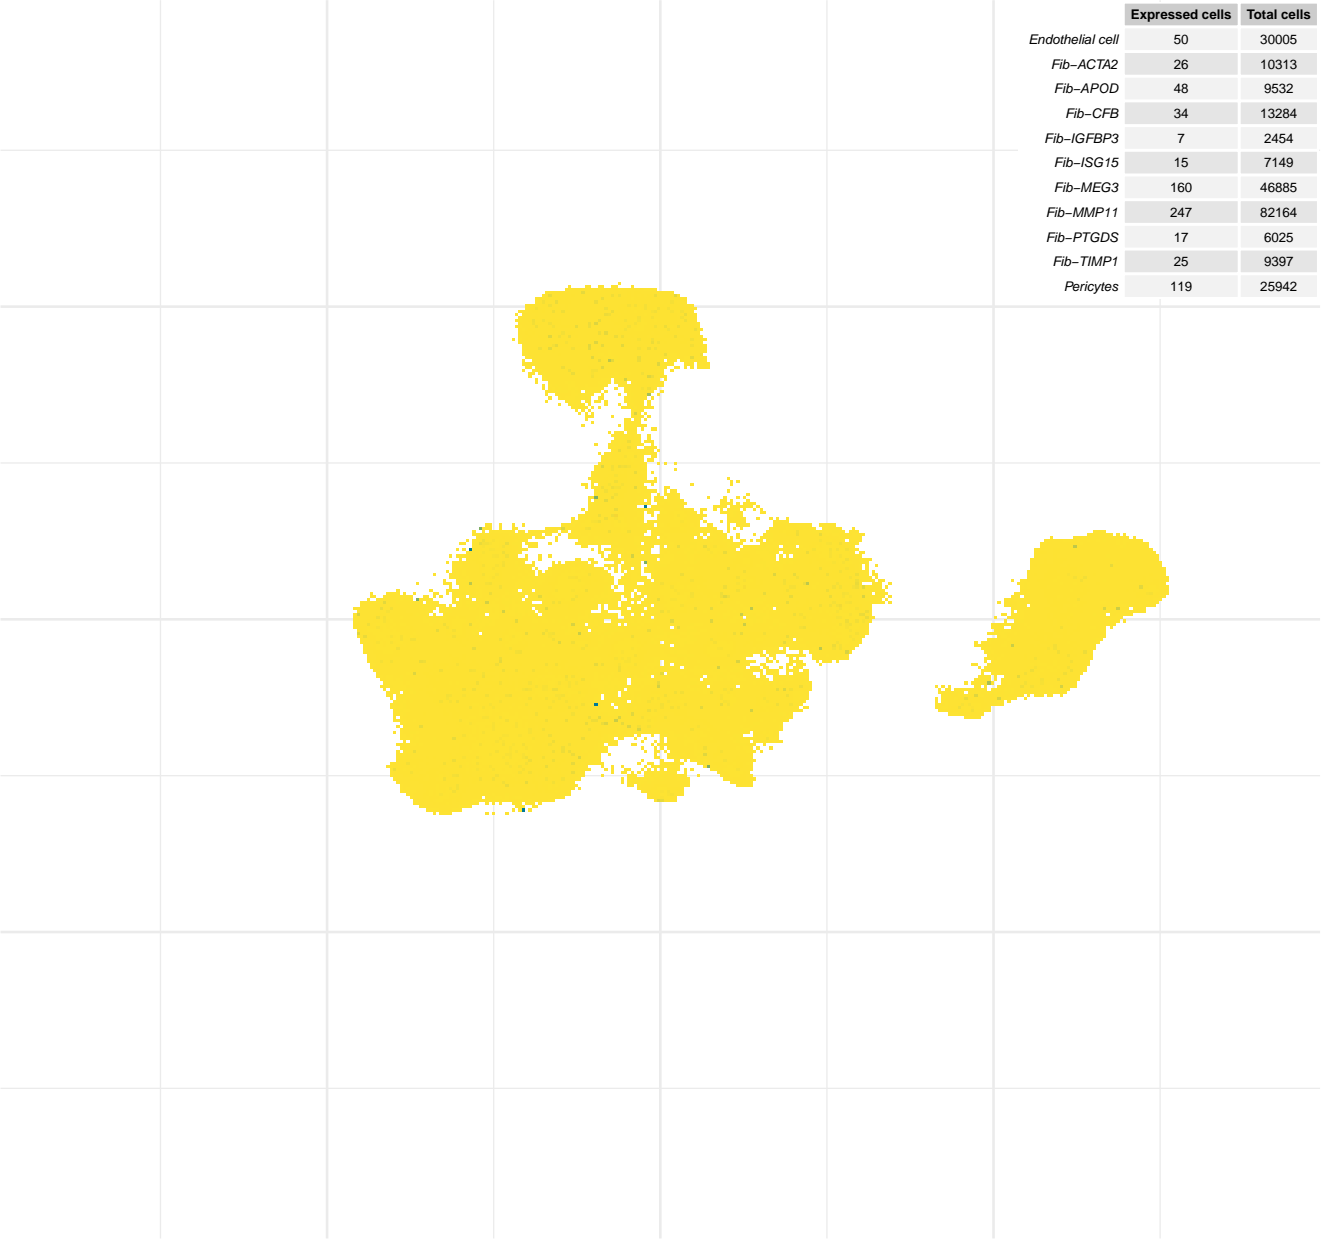 Expressed cells Total cells
Endothelial cell 50 30005
Fib−ACTA2 26 10313
Fib−APOD 48 9532
Fib−CFB 34 13284
Fib−IGFBP3 7 2454
Fib−ISG15 15 7149
Fib−MEG3 160 46885
Fib−MMP11 247 82164
Fib−PTGDS 17 6025
Fib−TIMP1 25 9397
Pericytes 119 25942